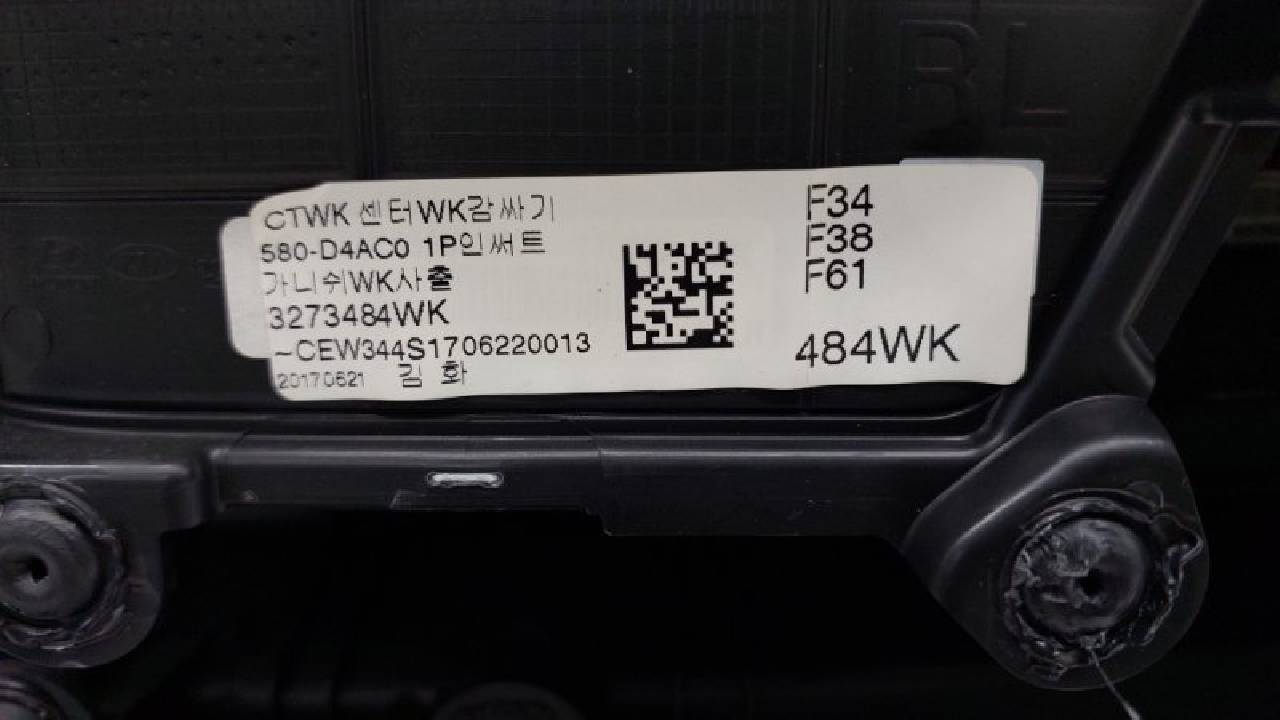 RL
CTWK 센터WK감싸기
580-D4AC0 1P인써트
가니쉬WK사출
3273484WK
~CEW344S1706220013
20170621 김 화
F34
F38
F61
484WK